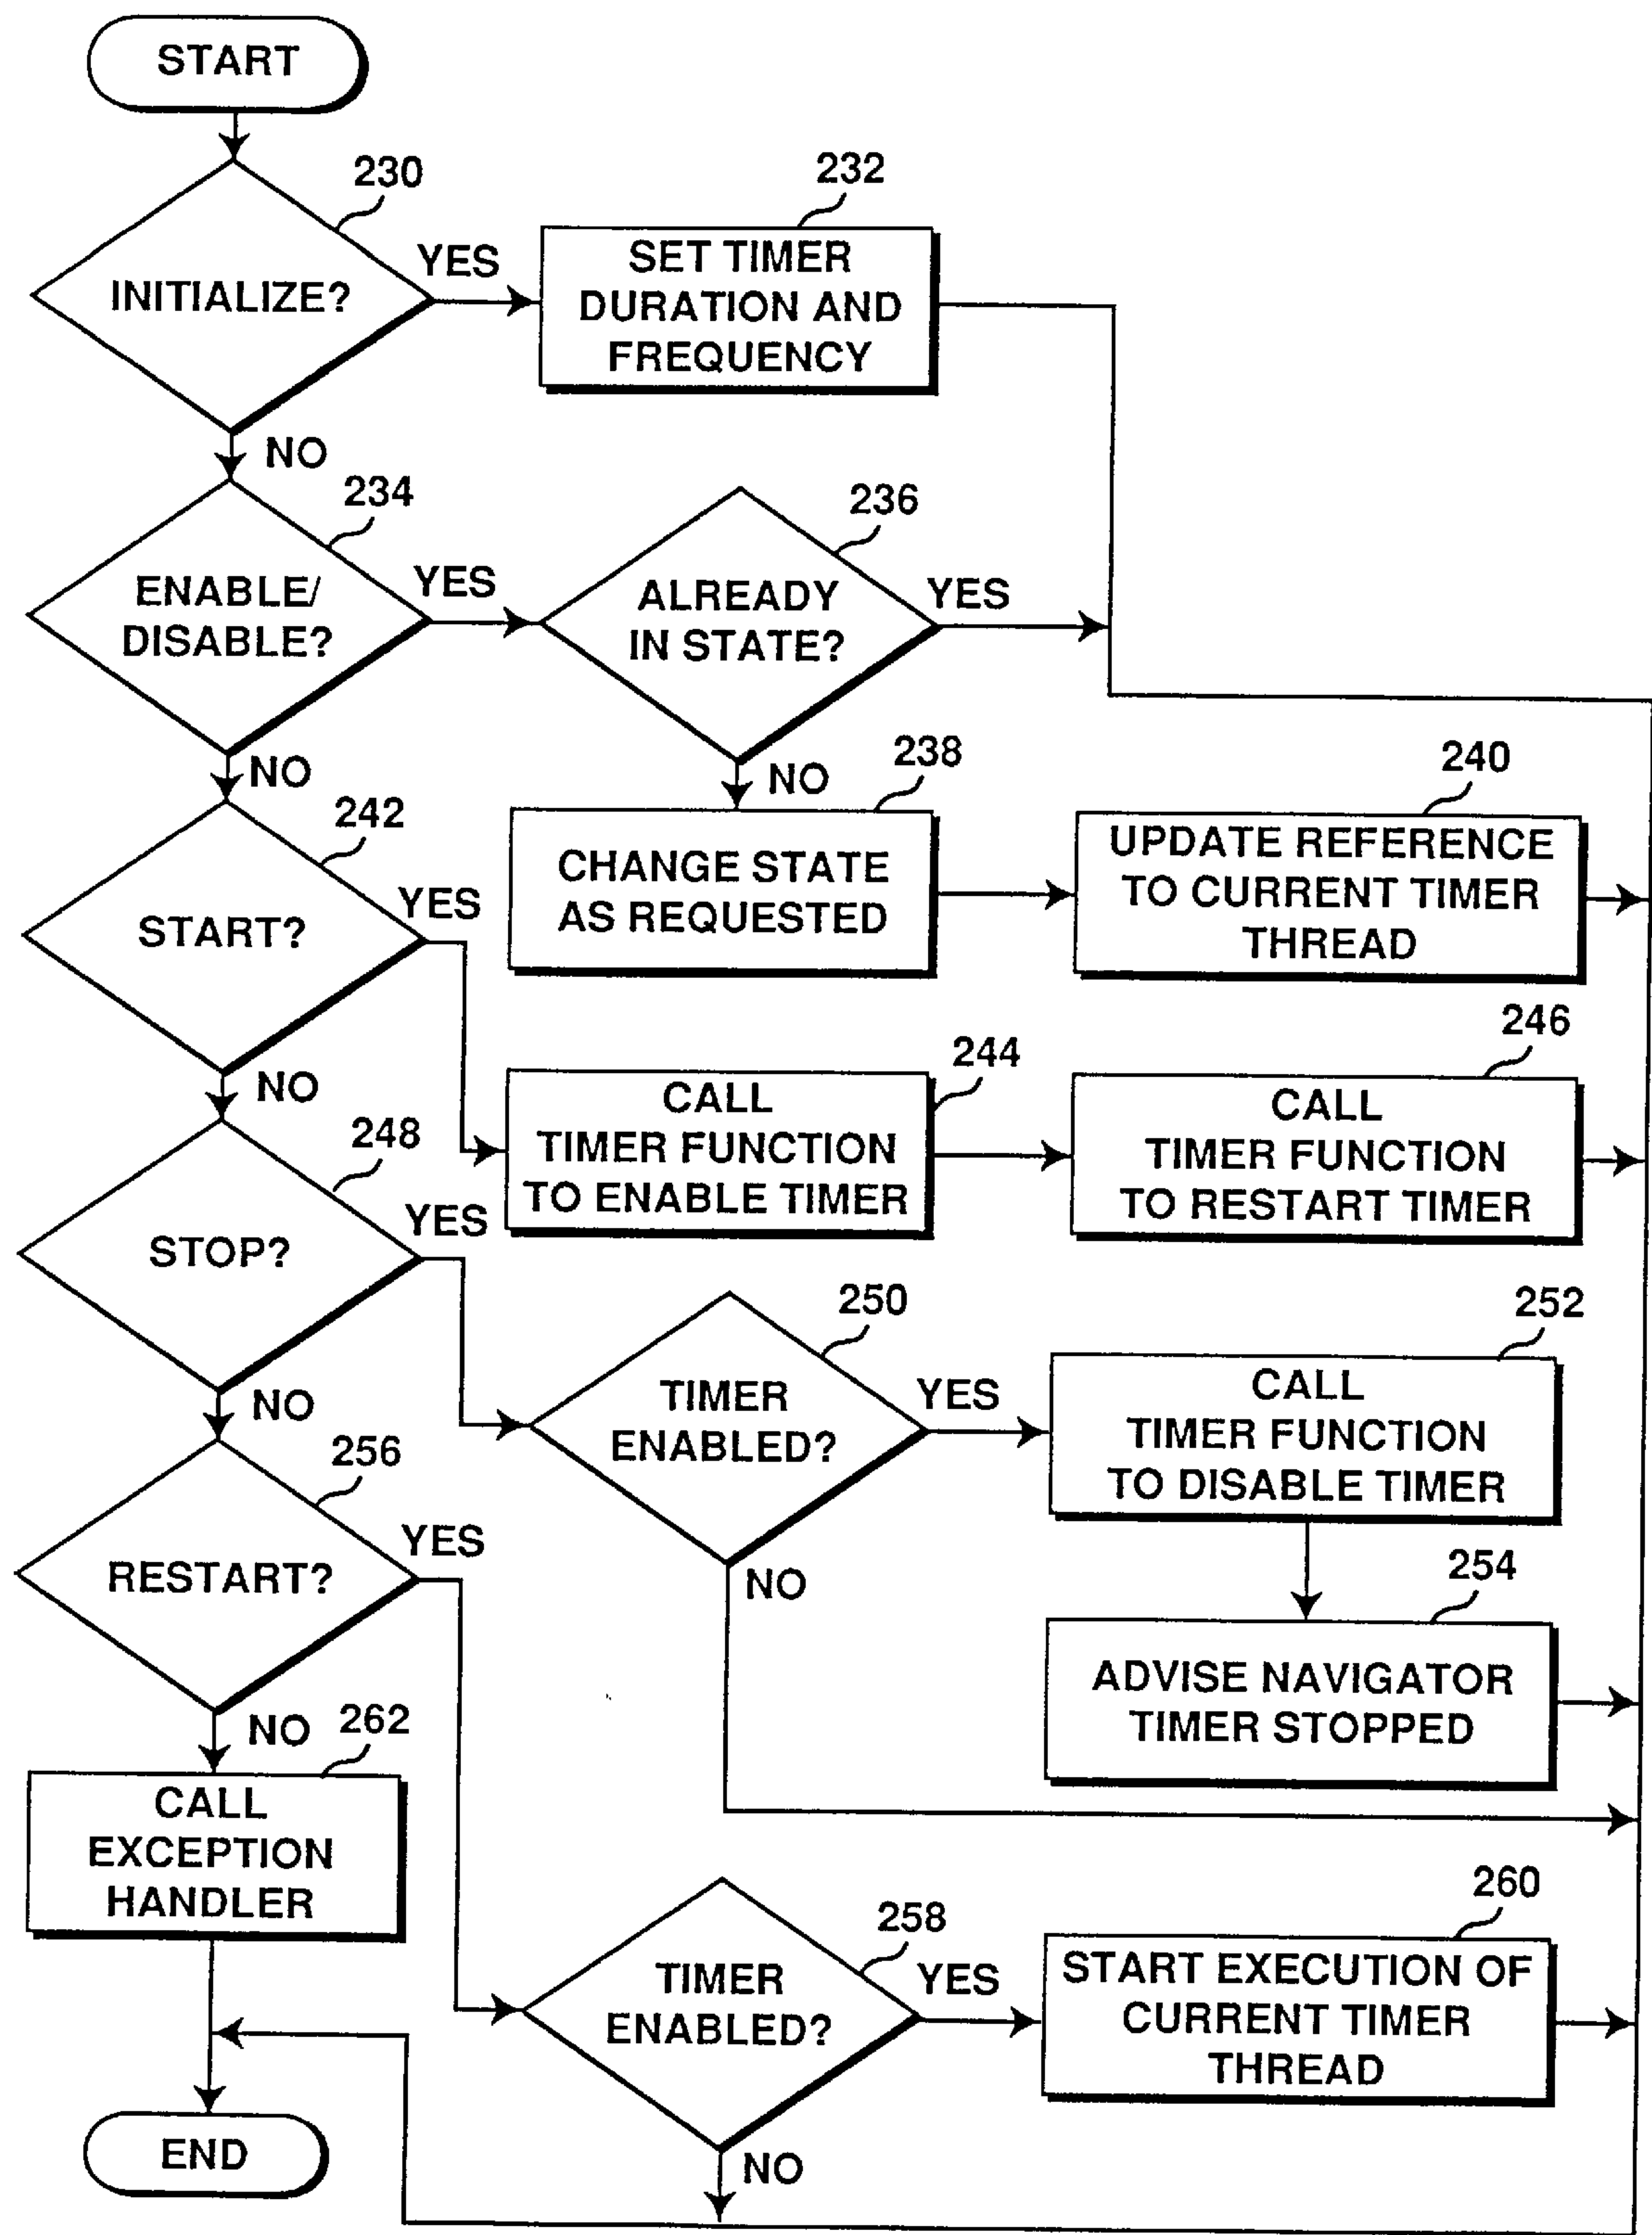 START
230
INITIALIZE?
YES
232
SET TIMER
DURATION AND
FREQUENCY
NO
234
ENABLE/
DISABLE?
YES
236
ALREADY
IN STATE?
YES
NO
NO
238
CHANGE STATE
AS REQUESTED
240
UPDATE REFERENCE
TO CURRENT TIMER
THREAD
242
START?
YES
NO
244
CALL
TIMER FUNCTION
TO ENABLE TIMER
246
CALL
TIMER FUNCTION
TO RESTART TIMER
248
STOP?
YES
NO
250
TIMER
ENABLED?
YES
NO
252
CALL
TIMER FUNCTION
TO DISABLE TIMER
254
ADVISE NAVIGATOR
TIMER STOPPED
256
RESTART?
YES
NO
262
CALL
EXCEPTION
HANDLER
258
TIMER
ENABLED?
YES
NO
260
START EXECUTION OF
CURRENT TIMER
THREAD
END